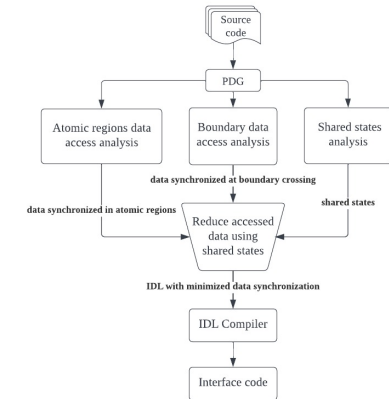 Source
code
PDG
Atomic regions data
access analysis
Boundary data
access analysis
Shared states
analysis
data synchronized at boundary crossing
data synchronized in atomic regions
shared states
Reduce accessed
data using
shared states
IDL with minimized data synchronization
IDL Compiler
Interface code